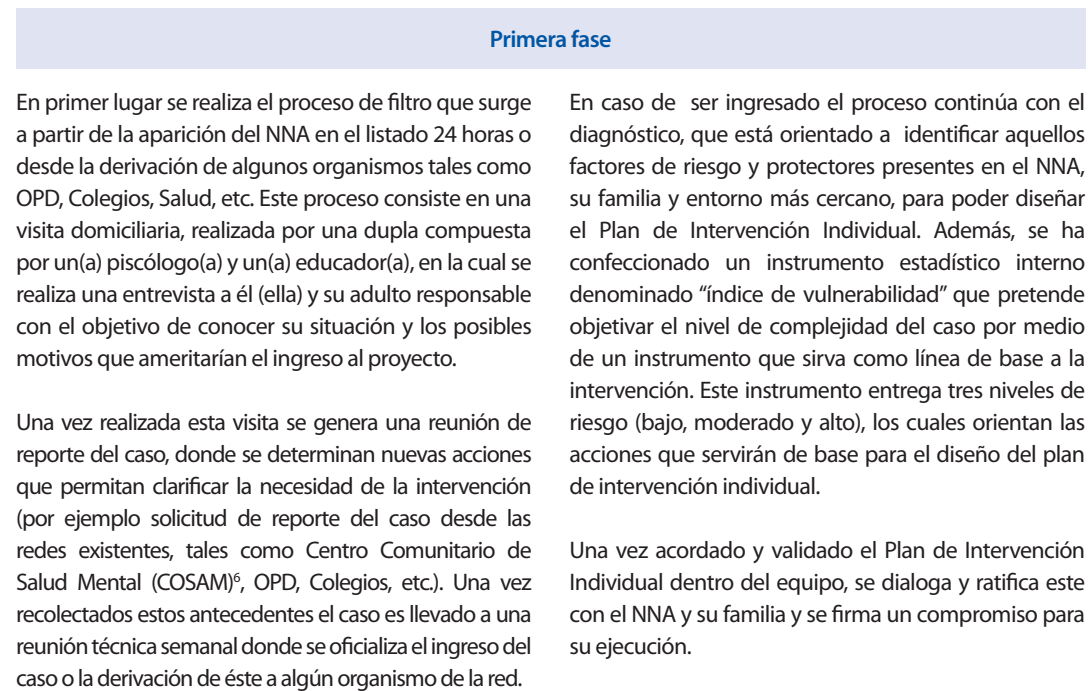 Primera fase
En primer lugar se realiza el proceso de filtro que surge
a partir de la aparición del NNA en el listado 24 horas o
desde la derivación de algunos organismos tales como
OPD, Colegios, Salud, etc. Este proceso consiste en una
visita domiciliaria, realizada por una dupla compuesta
por un(a) piscólogo(a) y un(a) educador(a), en la cual se
realiza una entrevista a él (ella) y su adulto responsable
con el objetivo de conocer su situación y los posibles
motivos que ameritarían el ingreso al proyecto.
Una vez realizada esta visita se genera una reunión de
reporte del caso, donde se determinan nuevas acciones
que permitan clarificar la necesidad de la intervención
(por ejemplo solicitud de reporte del caso desde las
redes existentes, tales como Centro Comunitario de
Salud Mental (COSAM)⁶, OPD, Colegios, etc.). Una vez
recolectados estos antecedentes el caso es llevado a una
reunión técnica semanal donde se oficializa el ingreso del
caso o la derivación de éste a algún organismo de la red.
En caso de ser ingresado el proceso continúa con el
diagnóstico, que está orientado a identificar aquellos
factores de riesgo y protectores presentes en el NNA,
su familia y entorno más cercano, para poder diseñar
el Plan de Intervención Individual. Además, se ha
confeccionado un instrumento estadístico interno
denominado “índice de vulnerabilidad” que pretende
objetivar el nivel de complejidad del caso por medio
de un instrumento que sirva como línea de base a la
intervención. Este instrumento entrega tres niveles de
riesgo (bajo, moderado y alto), los cuales orientan las
acciones que servirán de base para el diseño del plan
de intervención individual.
Una vez acordado y validado el Plan de Intervención
Individual dentro del equipo, se dialoga y ratifica este
con el NNA y su familia y se firma un compromiso para
su ejecución.